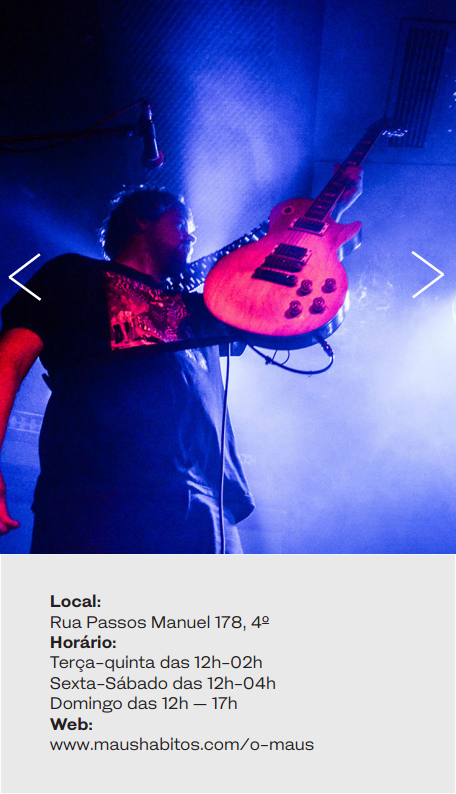 Local:
Rua Passos Manuel 178, 4º
Horário:
Terça-quinta das 12h-02h
Sexta-Sábado das 12h-04h
Domingo das 12h — 17h
Web:
www.maushabitos.com/o-maus